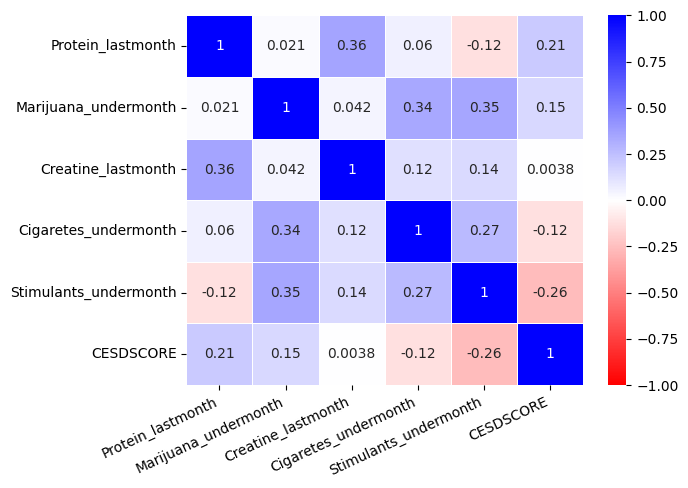 Protein_lastmonth 1 0.021 0.36 0.06 -0.12 0.21
Marijuana_undermonth 0.021 1 0.042 0.34 0.35 0.15
Creatine_lastmonth 0.36 0.042 1 0.12 0.14 0.0038
Cigaretes_undermonth 0.06 0.34 0.12 1 0.27 -0.12
Stimulants_undermonth -0.12 0.35 0.14 0.27 1 -0.26
CESDSCORE 0.21 0.15 0.0038 -0.12 -0.26 1
Protein_lastmonth
Marijuana_undermonth
Creatine_lastmonth
Cigaretes_undermonth
Stimulants_undermonth
CESDSCORE
1.00
0.75
0.50
0.25
0.00
−0.25
−0.50
−0.75
−1.00